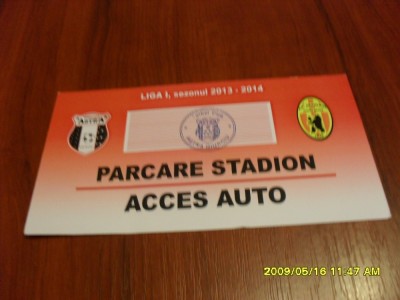 LIGA I, sezonul 2013 - 2014
ASTRA
PARCARE STADION
ACCES AUTO
2009/05/16 11:47 AM